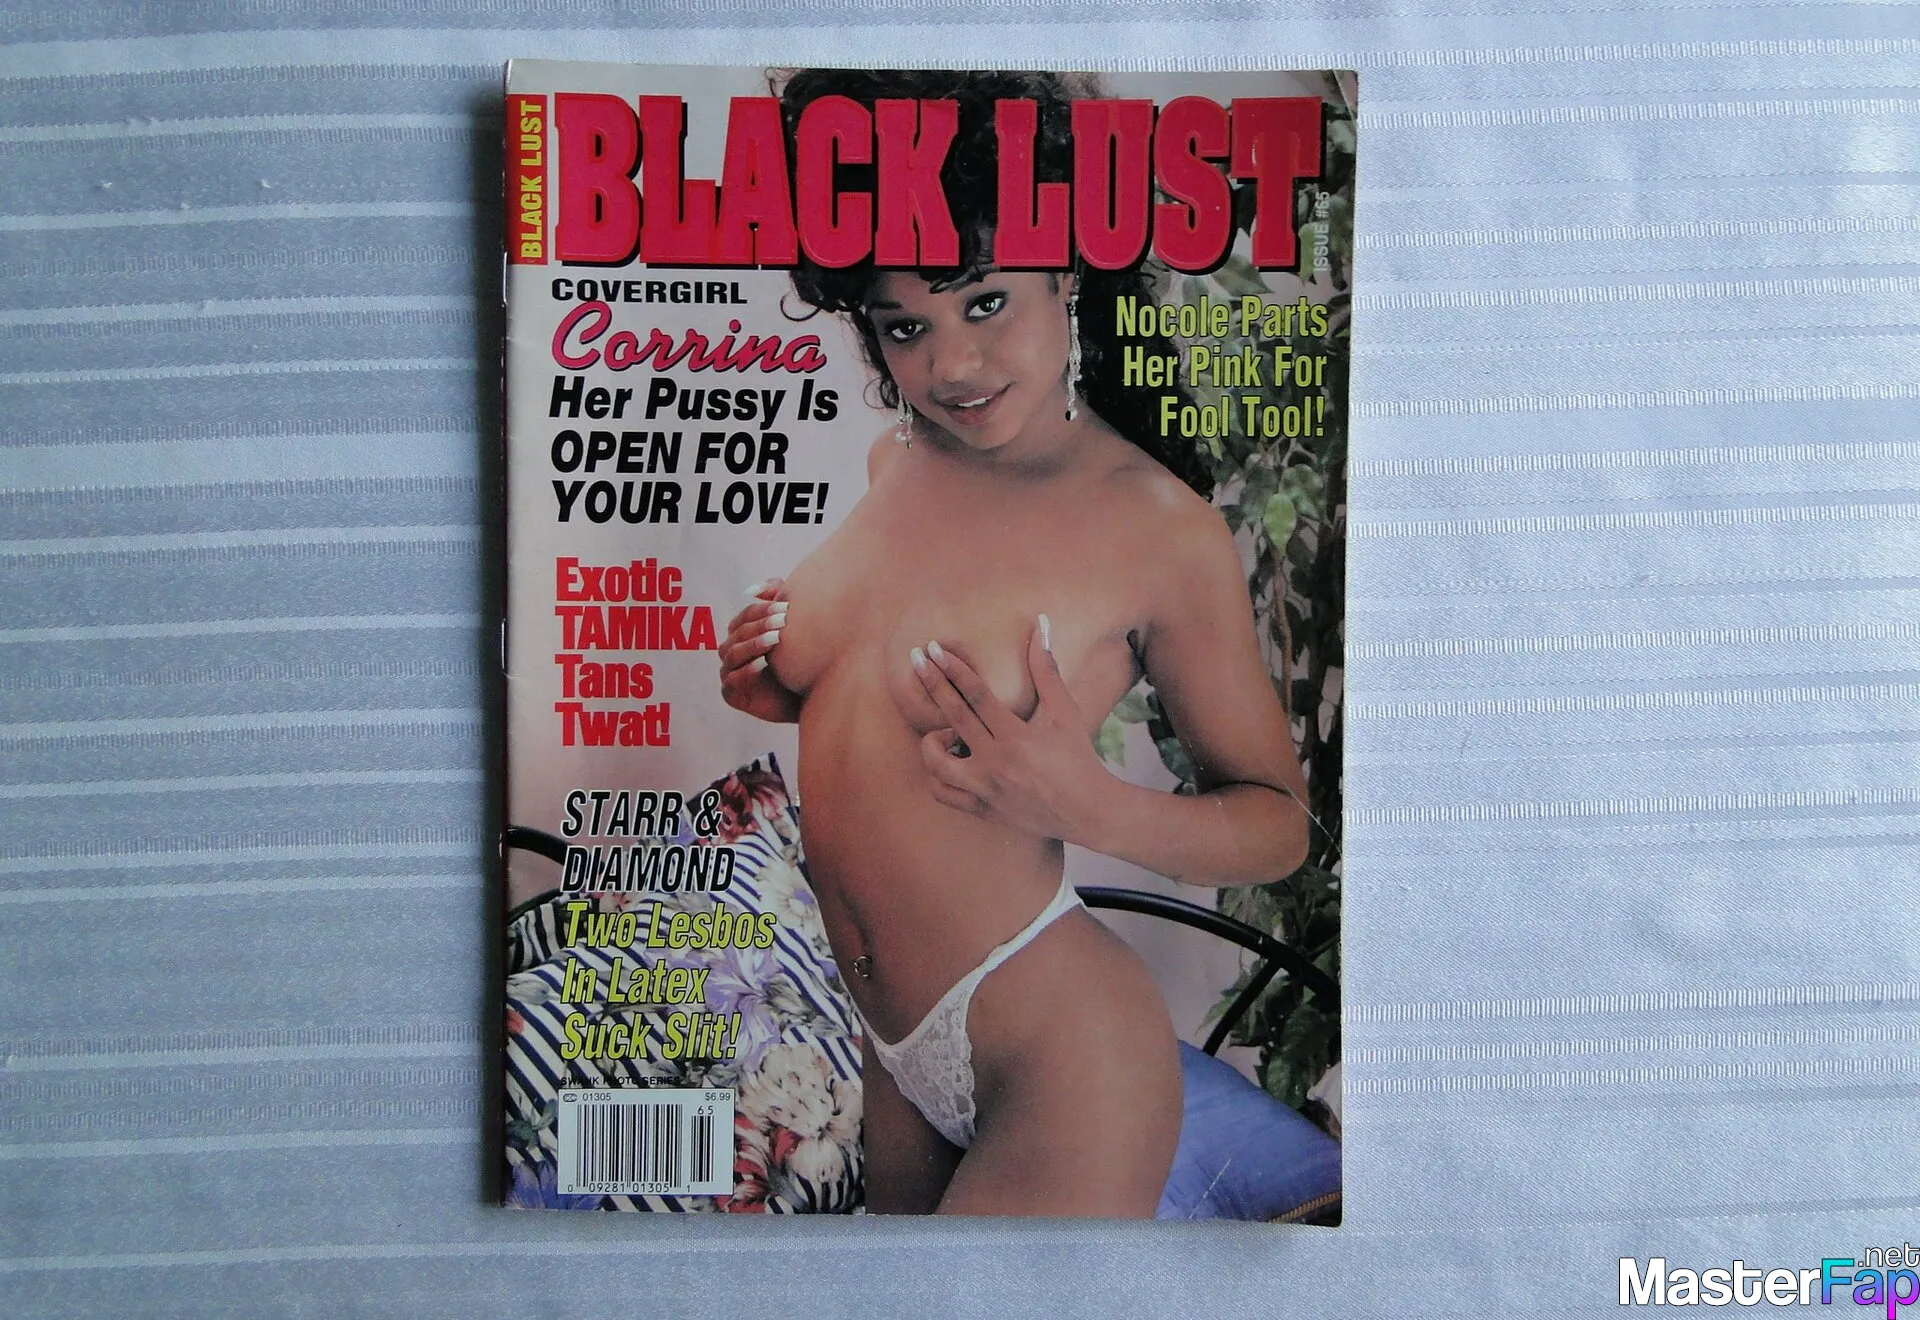 BLACK LUST
BLACK LUST
ISSUE #65
COVERGIRL
Corrina
Her Pussy Is
OPEN FOR
YOUR LOVE!
Nocole Parts
Her Pink For
Fool Tool!
Exotic
TAMIKA
Tans
Twat!
STARR &
DIAMOND
Two Lesbos
In Latex
Suck Slit!
SWANK PHOTO SERIES
01305 $6.99
65
0 09281 01305 1
MasterFap.net